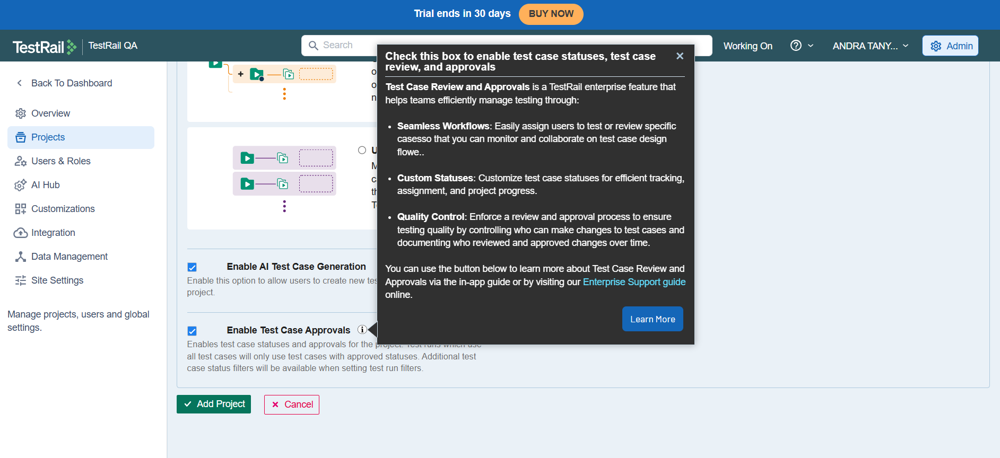 Trial ends in 30 days
BUY NOW
TestRail
TestRail QA
Search
Working On
ANDRA TANY...
Admin
Back To Dashboard
Overview
Projects
Users & Roles
AI Hub
Customizations
Integration
Data Management
Site Settings
Manage projects, users and global
settings.
Check this box to enable test case statuses, test case
review, and approvals
Test Case Review and Approvals is a TestRail enterprise feature that
helps teams efficiently manage testing through:
• Seamless Workflows: Easily assign users to test or review specific
casesso that you can monitor and collaborate on test case design
flowe..
• Custom Statuses: Customize test case statuses for efficient tracking,
assignment, and project progress.
• Quality Control: Enforce a review and approval process to ensure
testing quality by controlling who can make changes to test cases and
documenting who reviewed and approved changes over time.
You can use the button below to learn more about Test Case Review and
Approvals via the in-app guide or by visiting our Enterprise Support guide
online.
Learn More
Enable AI Test Case Generation
Enable this option to allow users to create new
project.
Enable Test Case Approvals
Enables test case statuses and approvals for the project. Test runs which use
all test cases will only use test cases with approved statuses. Additional test
case status filters will be available when setting test run filters.
Add Project
Cancel